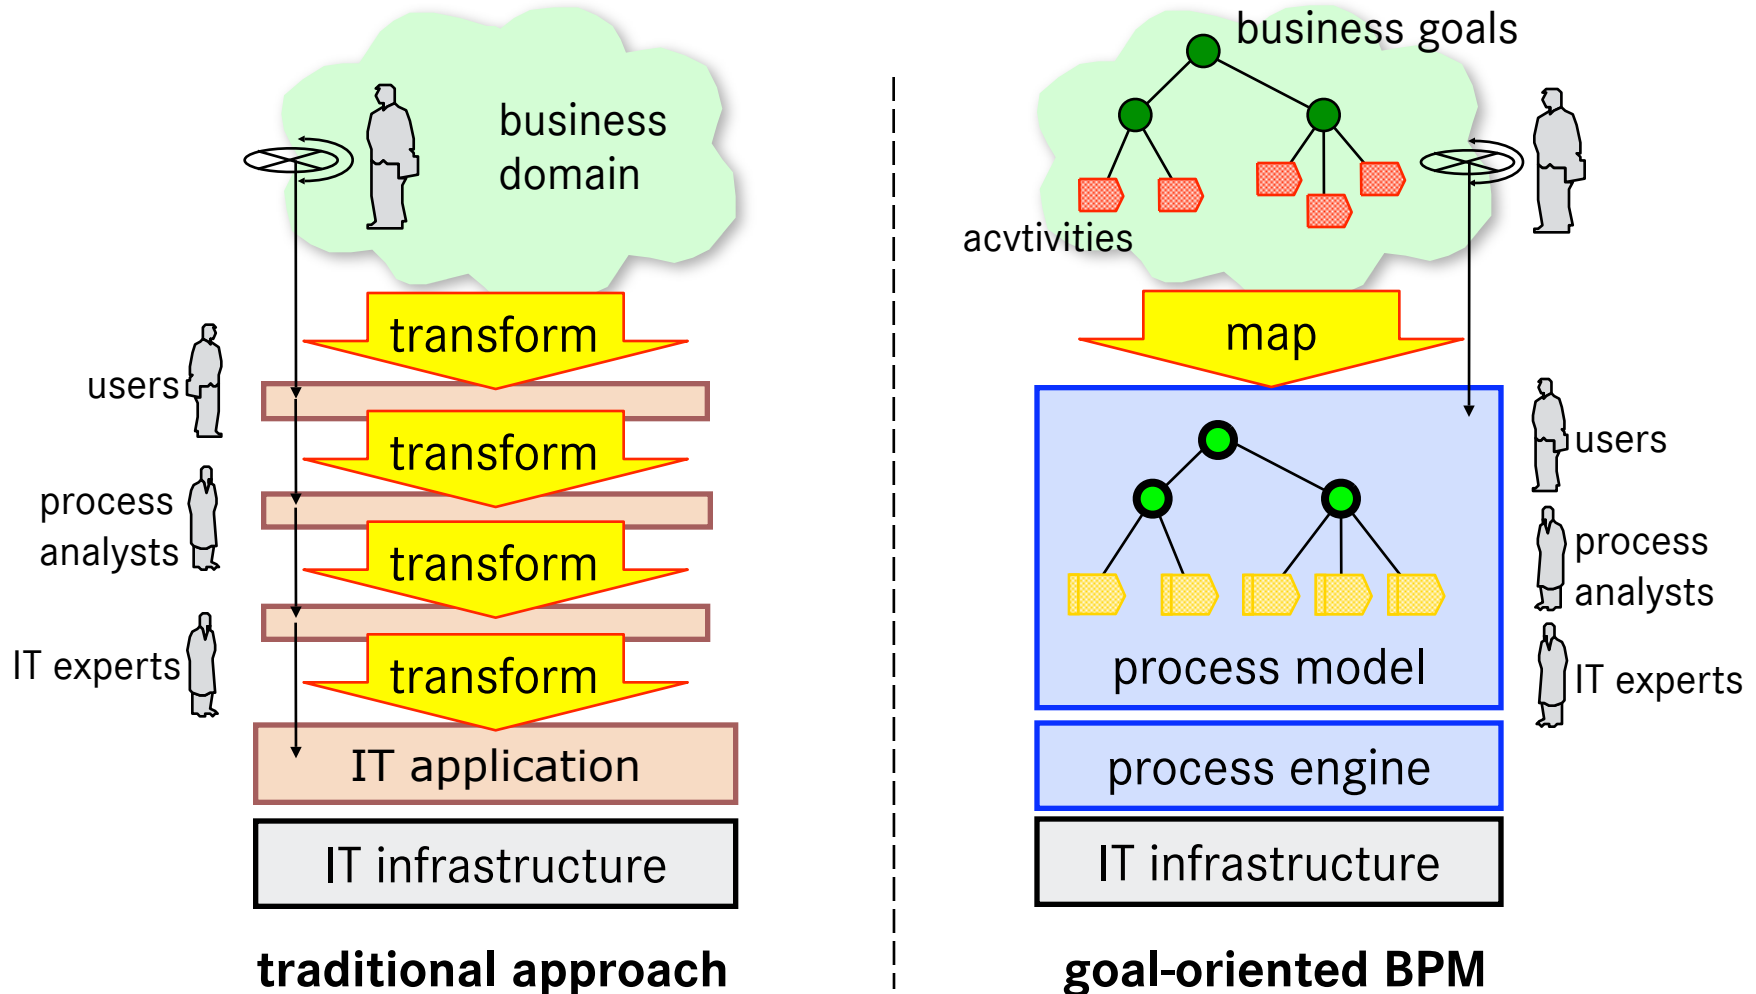 business
domain
transform
users
transform
process
analysts
transform
IT experts
transform
IT application
IT infrastructure
traditional approach
business goals
acvtivities
map
users
process
analysts
process model
IT experts
process engine
IT infrastructure
goal-oriented BPM